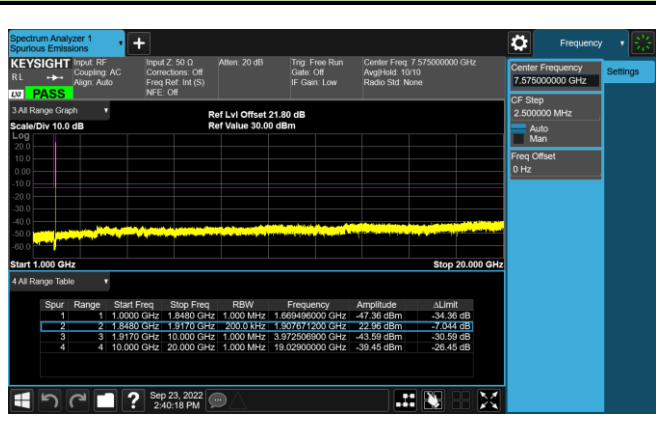 Spectrum Analyzer 1
Spurious Emissions
Frequency
KEYSIGHT
Input: RF
Input Z: 50 Ω
Atten: 20 dB
Trig: Free Run
Center Freq: 7.575000000 GHz
RL
Coupling: AC
Corrections: Off
Gate: Off
Avg|Hold: 10/10
Align: Auto
Freq Ref: Int (S)
IF Gain: Low
Radio Std: None
NFE: Off
LXI
PASS
Center Frequency
7.575000000 GHz
Settings
CF Step
2.500000 MHz
Auto
Man
Freq Offset
0 Hz
3 All Range Graph
Ref Lvl Offset 21.80 dB
Scale/Div 10.0 dB
Ref Value 30.00 dBm
Log
20.0
10.0
0.00
-10.0
-20.0
-30.0
-40.0
-50.0
-60.0
Start 1.000 GHz
Stop 20.000 GHz
4 All Range Table
Spur Range Start Freq Stop Freq RBW Frequency Amplitude ΔLimit
1 1 1.0000 GHz 1.8480 GHz 1.000 MHz 1.669496000 GHz -47.36 dBm -34.36 dB
2 2 1.8480 GHz 1.9170 GHz 200.0 kHz 1.907671200 GHz 22.96 dBm -7.044 dB
3 3 1.9170 GHz 10.000 GHz 1.000 MHz 3.972506900 GHz -43.59 dBm -30.59 dB
4 4 10.000 GHz 20.000 GHz 1.000 MHz 19.02900000 GHz -39.45 dBm -26.45 dB
?
Sep 23, 2022
2:40:18 PM